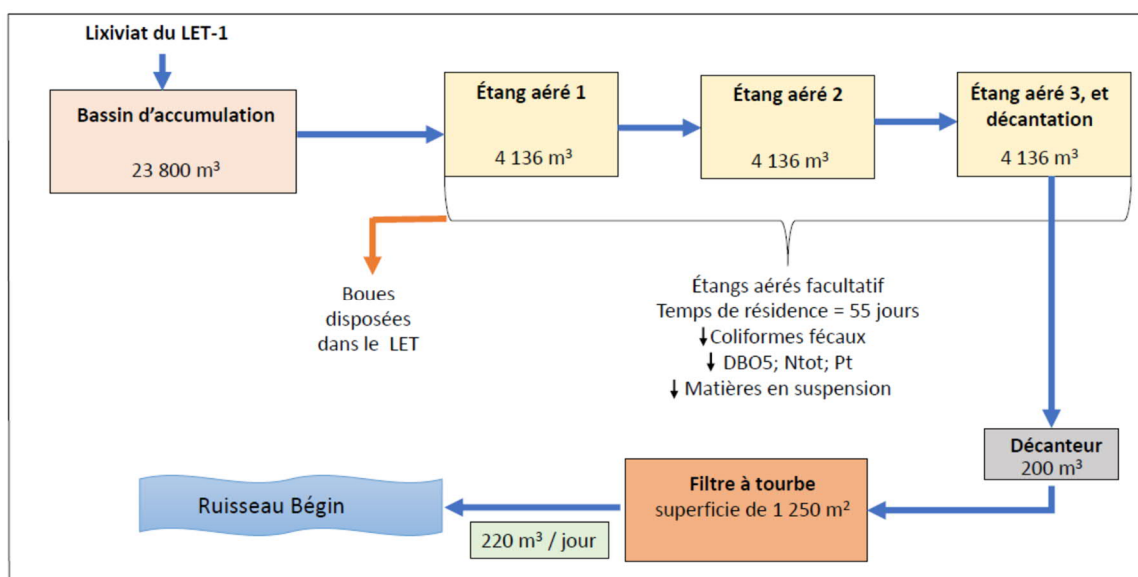 Lixiviat du LET-1
Bassin d’accumulation
23 800 m³
Étang aéré 1
4 136 m³
Étang aéré 2
4 136 m³
Étang aéré 3, et
décantation
4 136 m³
Boues
disposées
dans le LET
Étangs aérés facultatif
Temps de résidence = 55 jours
↓Coliformes fécaux
↓ DBO5; Ntot; Pt
↓ Matières en suspension
Décanteur
200 m³
Filtre à tourbe
superficie de 1 250 m²
220 m³ / jour
Ruisseau Bégin